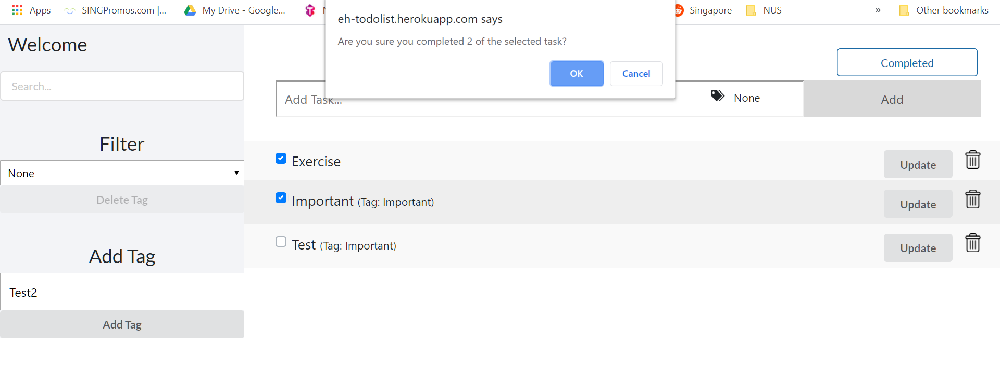 Apps SINGPromos.com |... My Drive - Google... Singapore NUS » Other bookmarks
eh-todolist.herokuapp.com says
Are you sure you completed 2 of the selected task?
OK Cancel
Welcome
Search...
Filter
None
Delete Tag
Add Tag
Test2
Add Tag
Completed
Add Task... None Add
Exercise Update
Important (Tag: Important) Update
Test (Tag: Important) Update